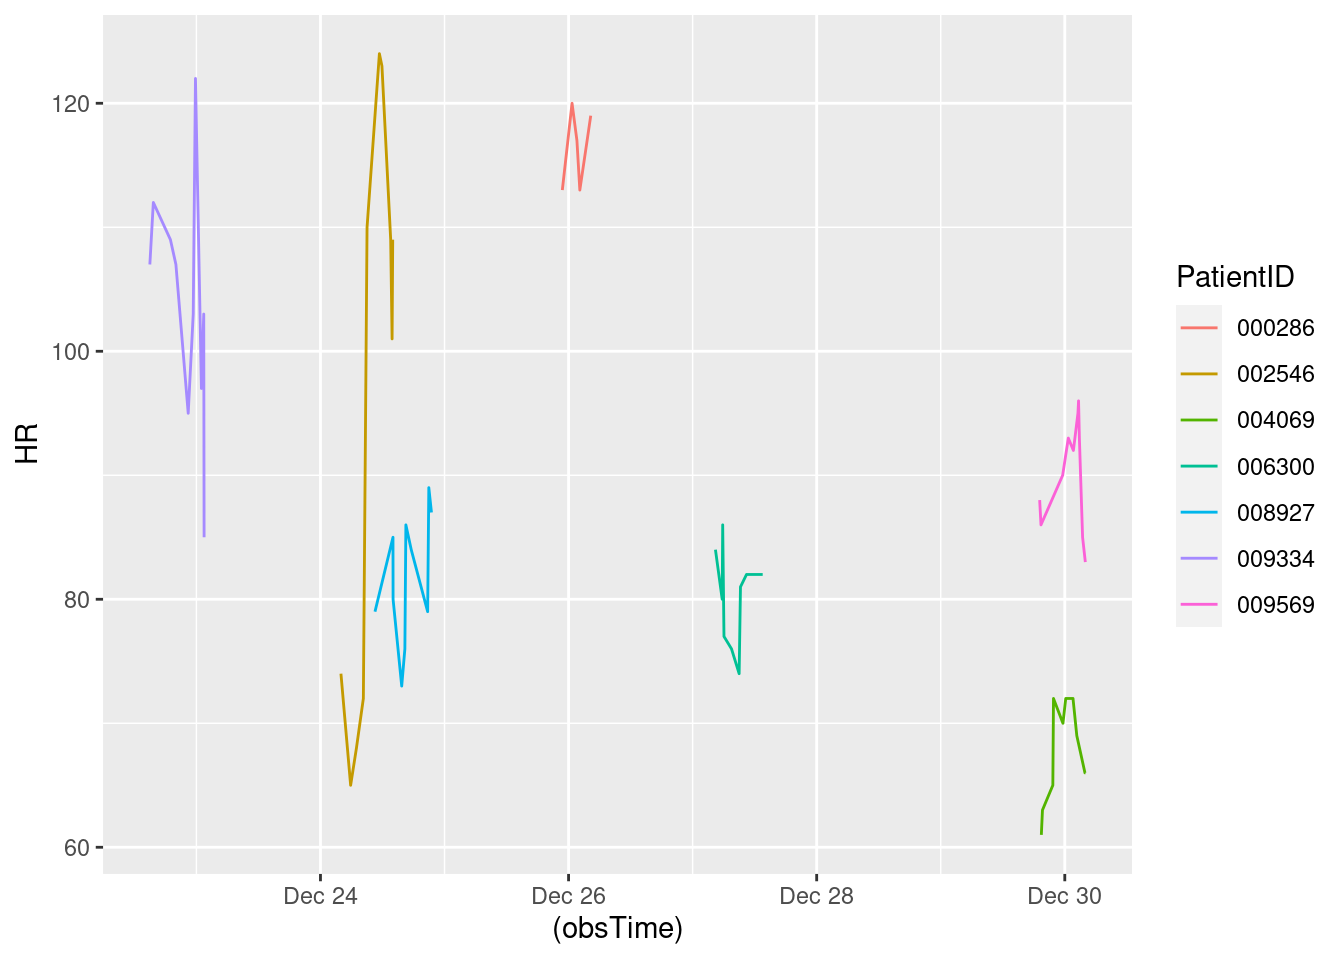 120
100
80
60
HR
Dec 24
Dec 26
Dec 28
Dec 30
(obsTime)
PatientID
000286
002546
004069
006300
008927
009334
009569